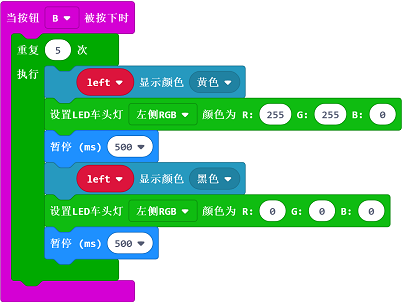 当按钮 B 被按下时
重复 5 次
执行
left 显示颜色 黄色
设置LED车头灯 左侧RGB 颜色为 R: 255 G: 255 B: 0
暂停 (ms) 500
left 显示颜色 黑色
设置LED车头灯 左侧RGB 颜色为 R: 0 G: 0 B: 0
暂停 (ms) 500